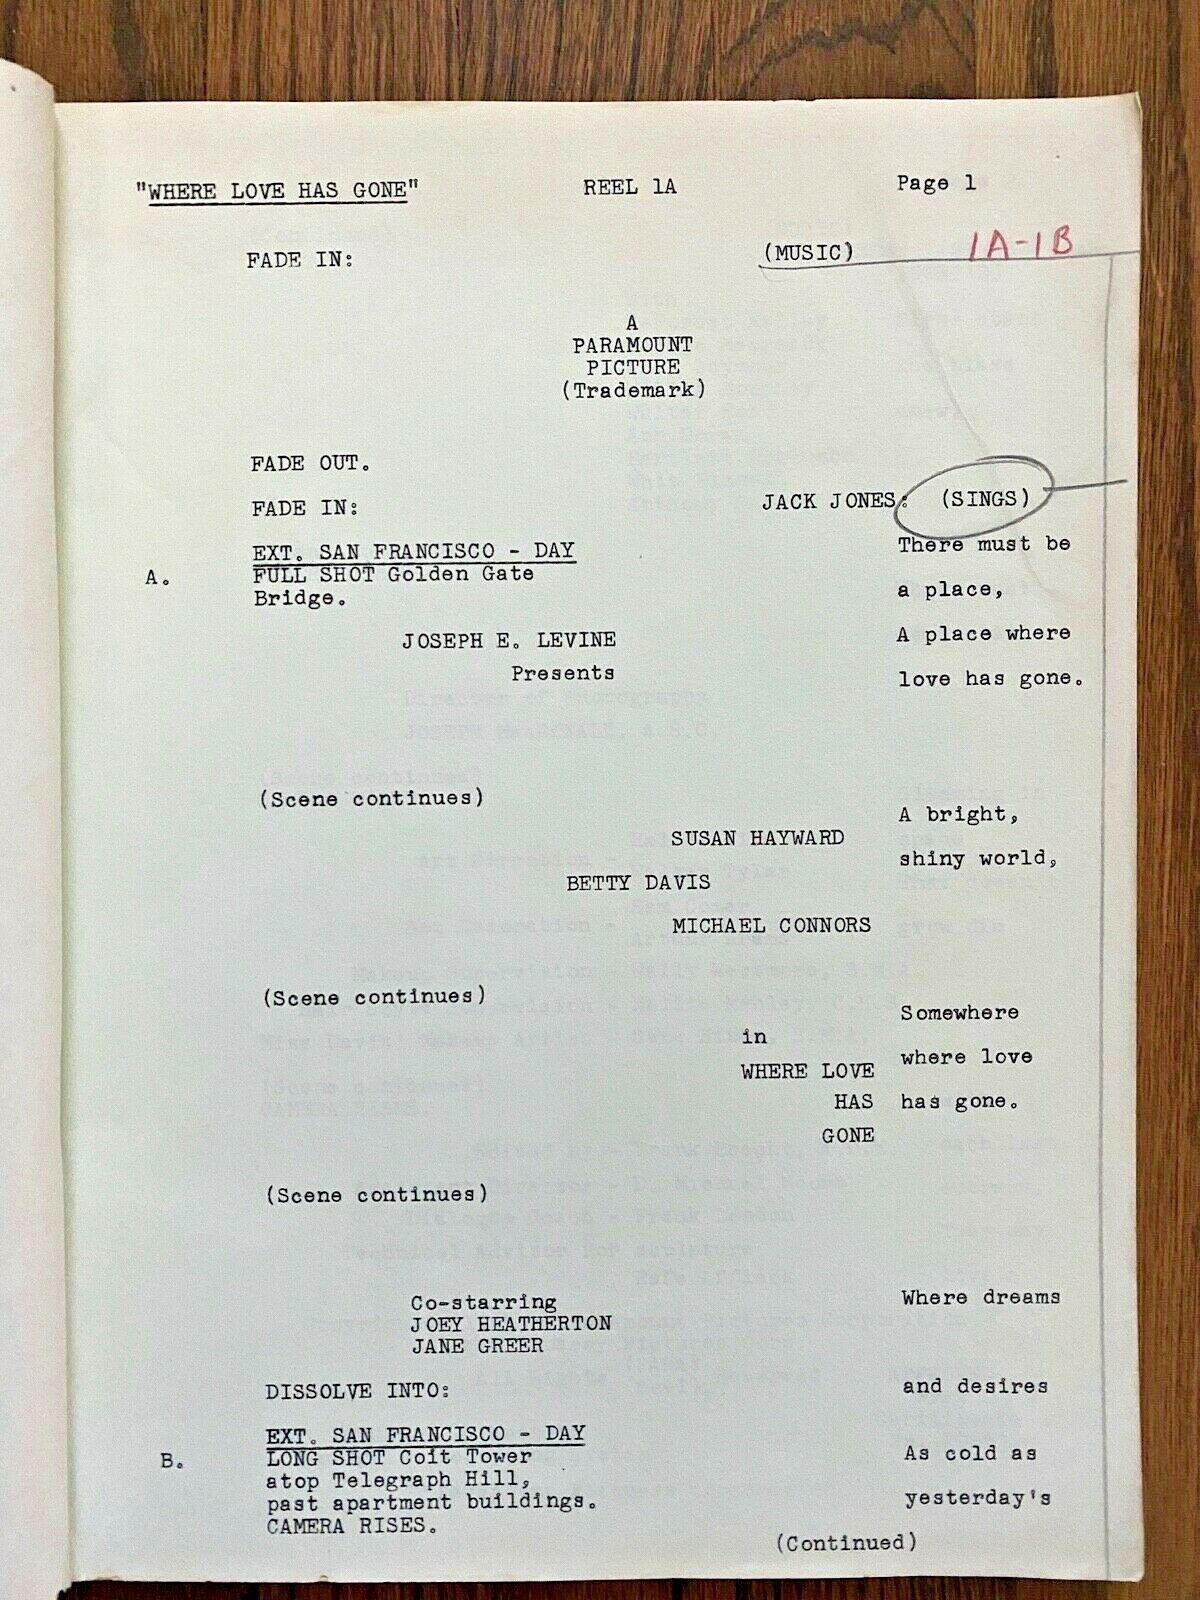 "WHERE LOVE HAS GONE" REEL 1A Page 1
FADE IN: (MUSIC) 1A-1B
A
PARAMOUNT
PICTURE
(Trademark)
FADE OUT.
FADE IN: JACK JONES: (SINGS)
EXT. SAN FRANCISCO - DAY There must be
A. FULL SHOT Golden Gate
Bridge. a place,
JOSEPH E. LEVINE A place where
Presents love has gone.
(Scene continues)
A bright,
SUSAN HAYWARD
shiny world,
BETTY DAVIS
MICHAEL CONNORS
(Scene continues)
Somewhere
in
where love
WHERE LOVE
HAS has gone.
GONE
(Scene continues)
Co-starring Where dreams
JOEY HEATHERTON
JANE GREER
DISSOLVE INTO: and desires
EXT. SAN FRANCISCO - DAY
B. LONG SHOT Coit Tower As cold as
atop Telegraph Hill,
past apartment buildings. yesterday's
CAMERA RISES.
(Continued)